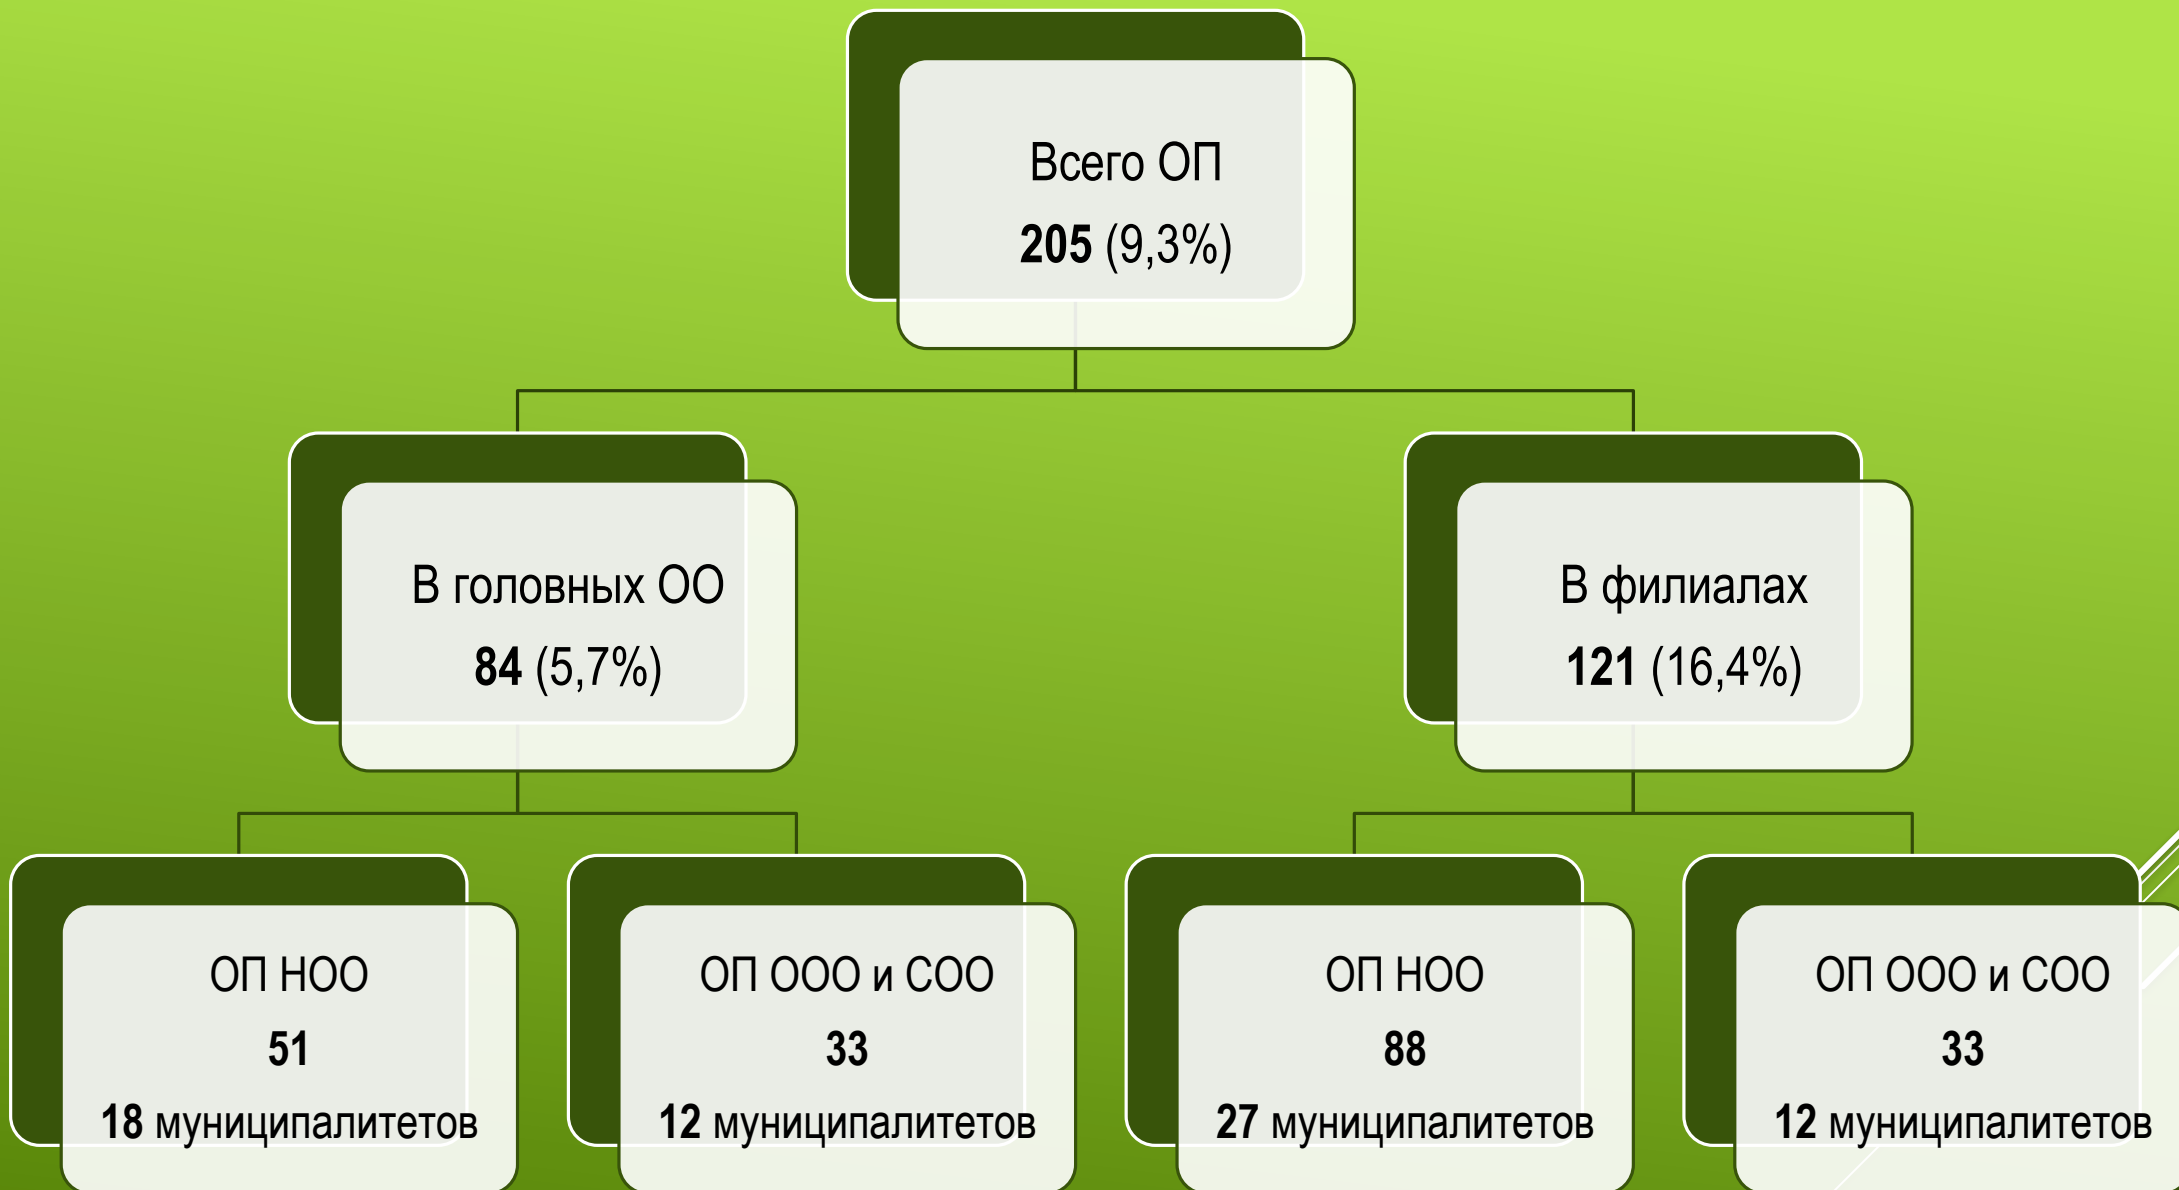 Всего ОП
205 (9,3%)
В головных ОО
84 (5,7%)
В филиалах
121 (16,4%)
ОП НОО
51
18 муниципалитетов
ОП ООО и СОО
33
12 муниципалитетов
ОП НОО
88
27 муниципалитетов
ОП ООО и СОО
33
12 муниципалитетов